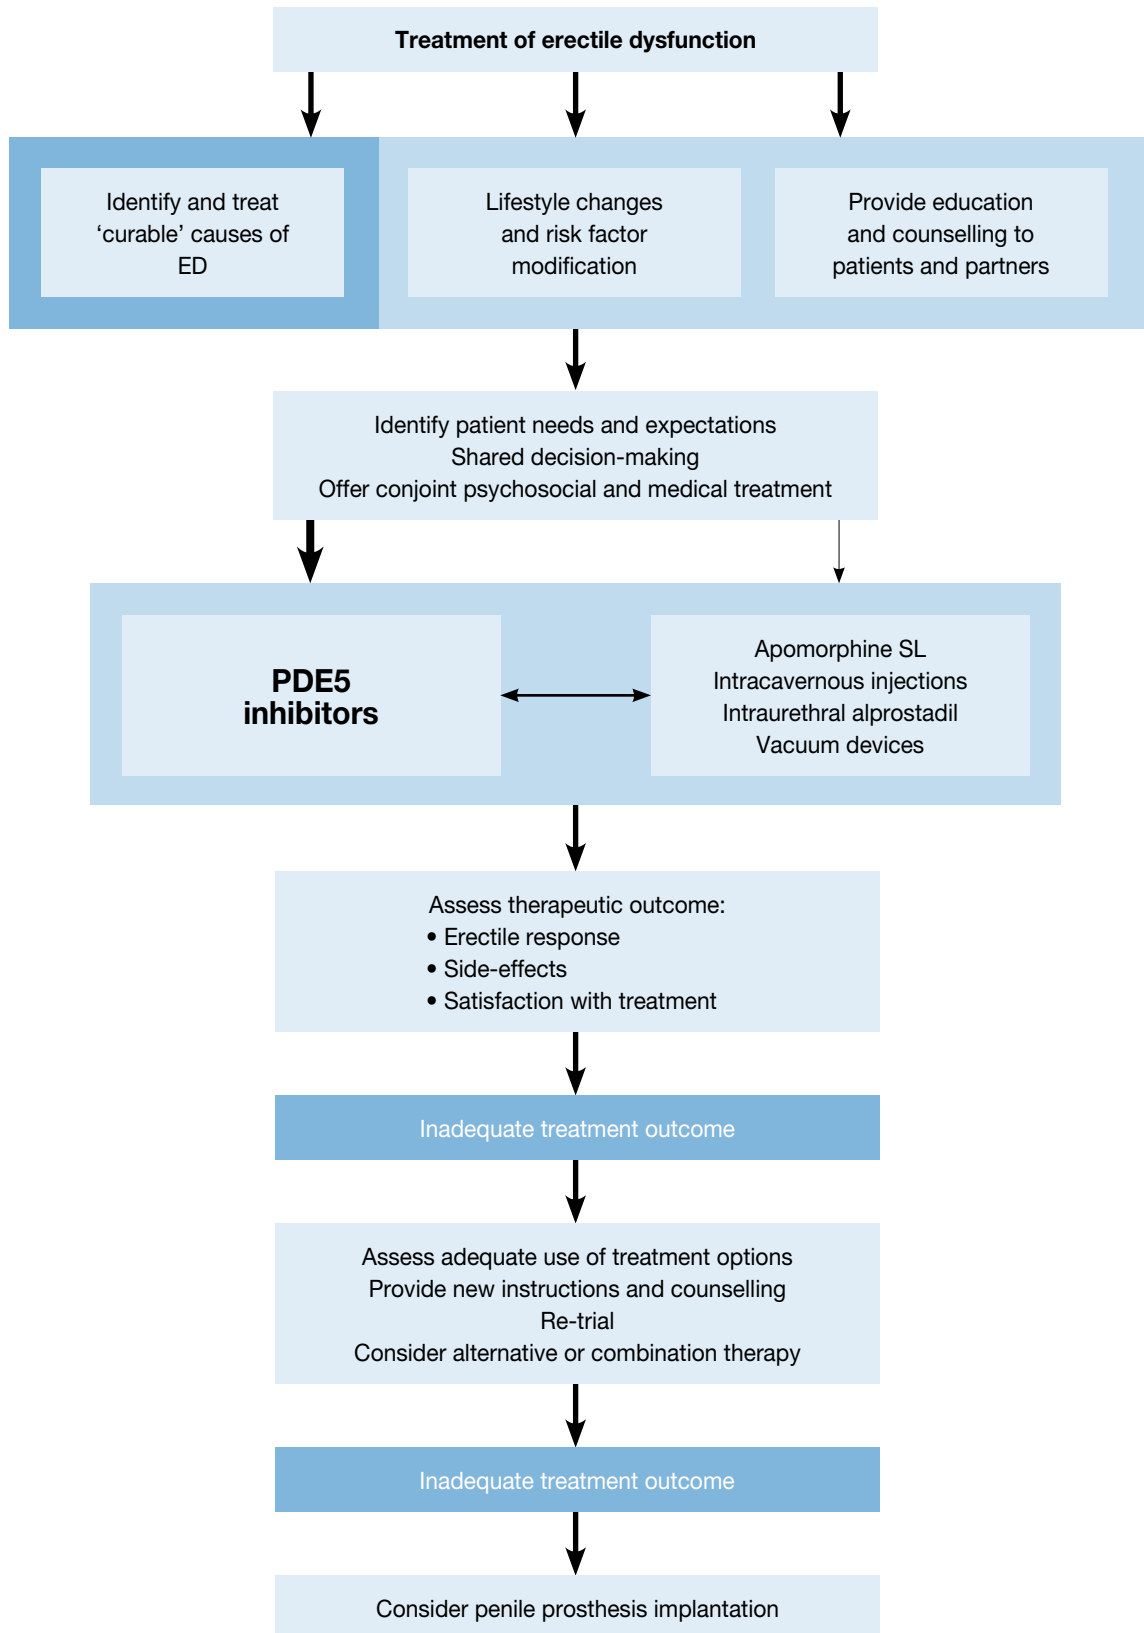 Treatment of erectile dysfunction
Identify and treat
‘curable’ causes of
ED
Lifestyle changes
and risk factor
modification
Provide education
and counselling to
patients and partners
Identify patient needs and expectations
Shared decision-making
Offer conjoint psychosocial and medical treatment
PDE5
inhibitors
Apomorphine SL
Intracavernous injections
Intraurethral alprostadil
Vacuum devices
Assess therapeutic outcome:
• Erectile response
• Side-effects
• Satisfaction with treatment
Inadequate treatment outcome
Assess adequate use of treatment options
Provide new instructions and counselling
Re-trial
Consider alternative or combination therapy
Inadequate treatment outcome
Consider penile prosthesis implantation